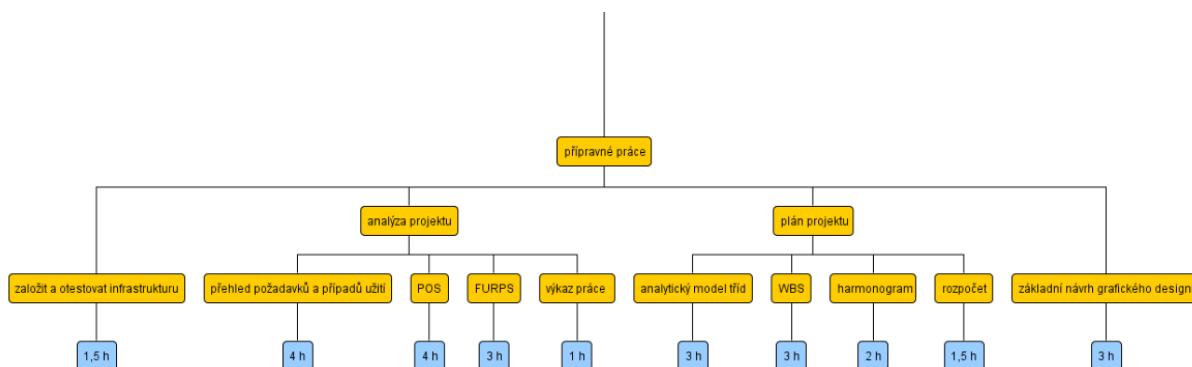 přípravné práce
analýza projektu
plán projektu
založit a otestovat infrastrukturu
přehled požadavků a případů užití
POS
FURPS
výkaz práce
analytický model tříd
WBS
harmonogram
rozpočet
základní návrh grafického design
1,5 h
4 h
4 h
3 h
1 h
3 h
3 h
2 h
1,5 h
3 h